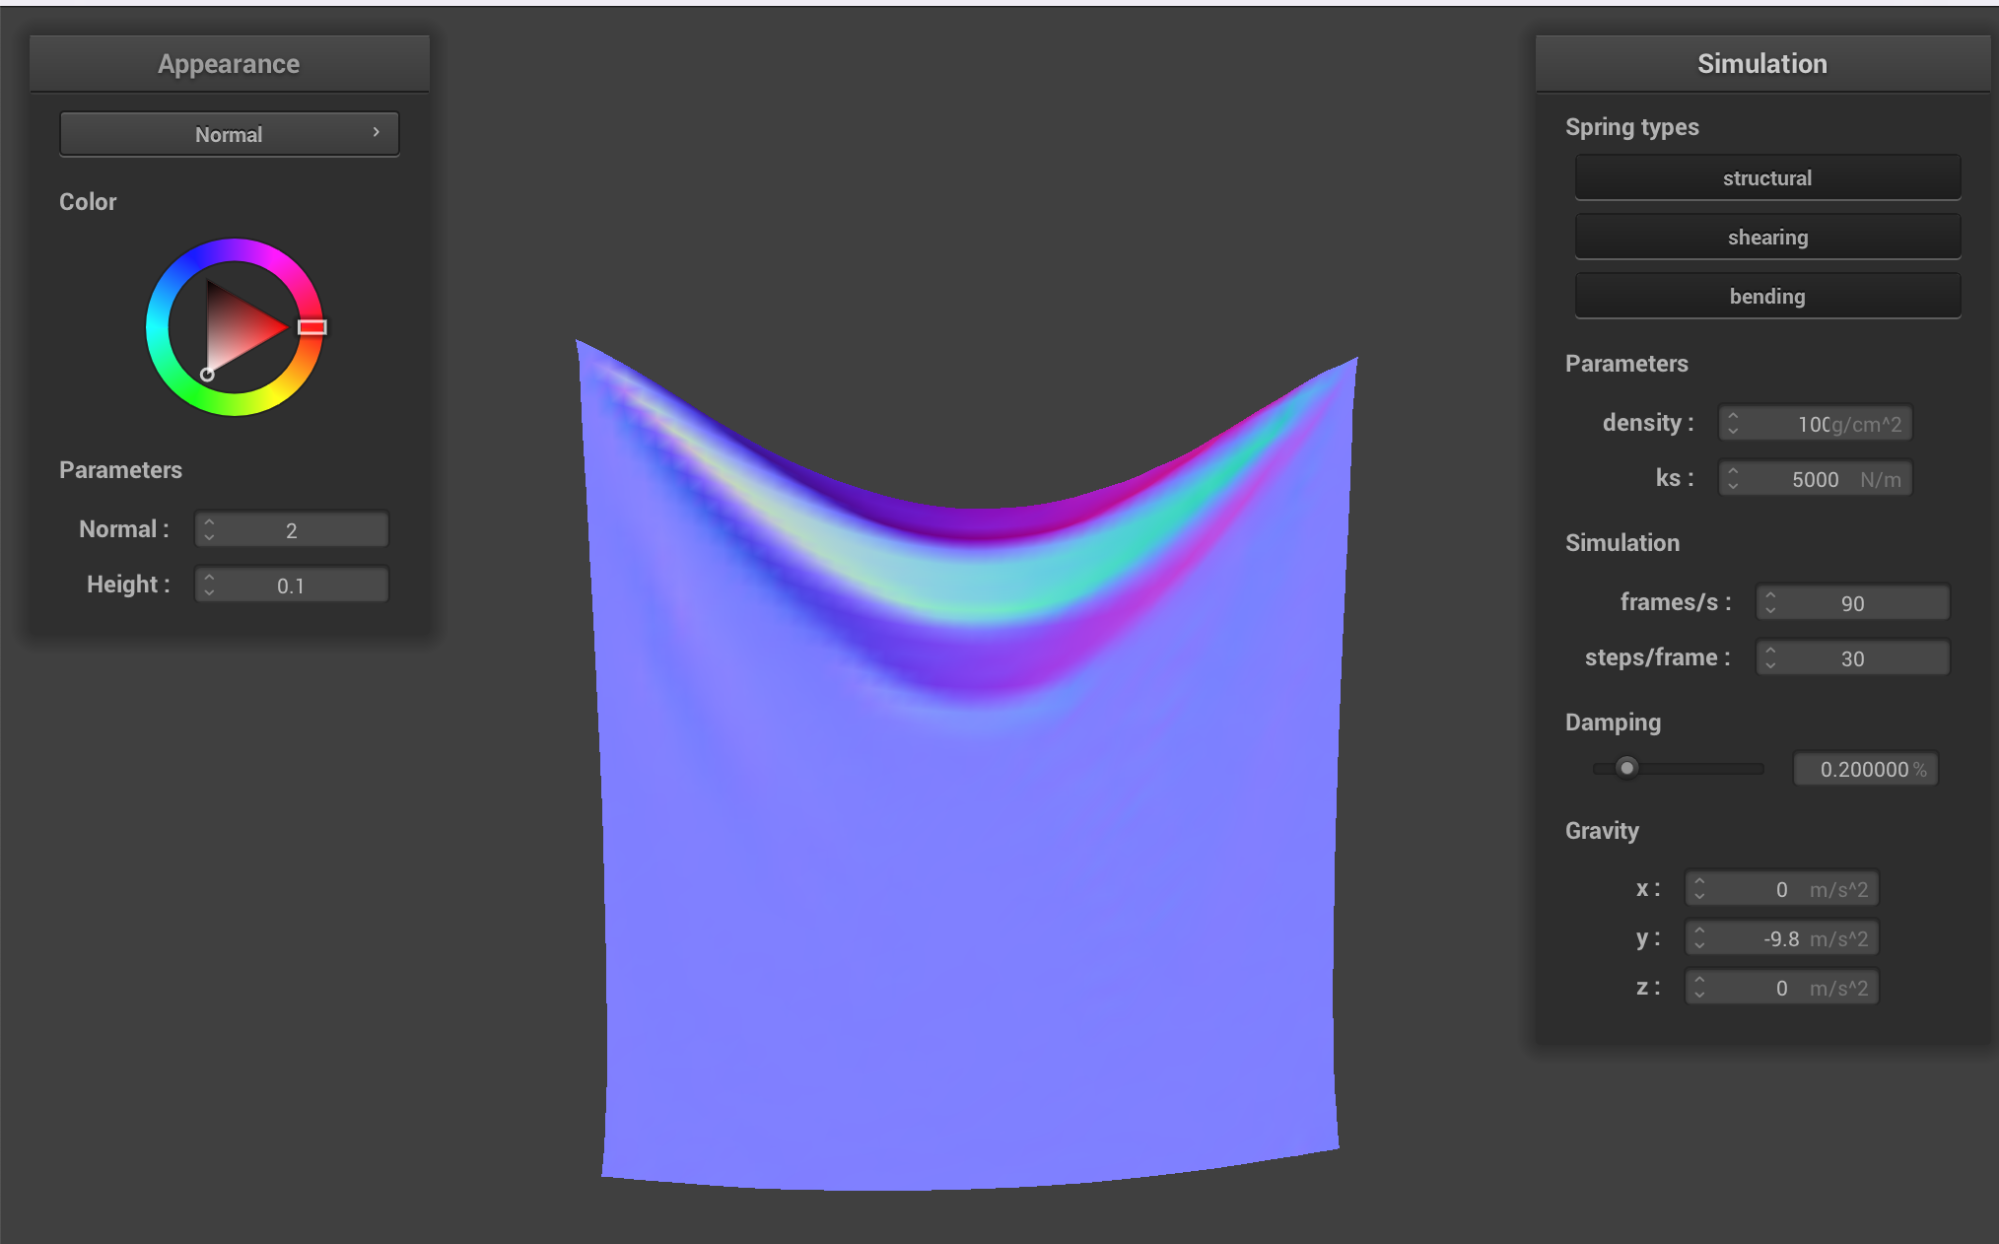 Appearance
Normal
Color
Parameters
Normal : 2
Height : 0.1
Simulation
Spring types
structural
shearing
bending
Parameters
density : 100 g/cm^2
ks : 5000 N/m
Simulation
frames/s : 90
steps/frame : 30
Damping
0.200000 %
Gravity
x : 0 m/s^2
y : -9.8 m/s^2
z : 0 m/s^2